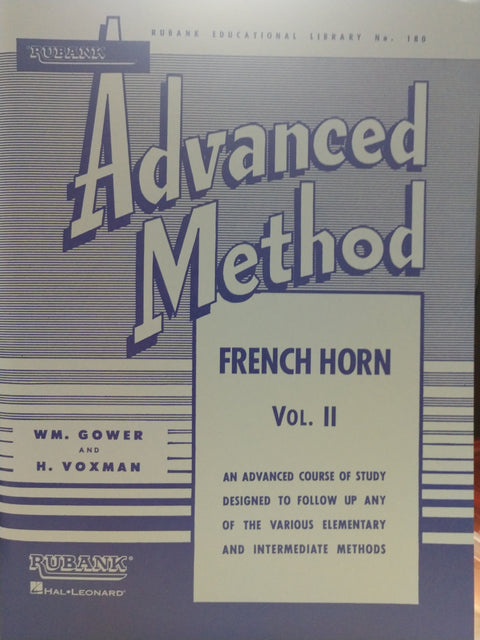 RUBANK EDUCATIONAL LIBRARY No. 180
RUBANK
Advanced
Method
FRENCH HORN
VOL. II
WM. GOWER
AND
H. VOXMAN
AN ADVANCED COURSE OF STUDY
DESIGNED TO FOLLOW UP ANY
OF THE VARIOUS ELEMENTARY
AND INTERMEDIATE METHODS
RUBANK®
HAL•LEONARD®